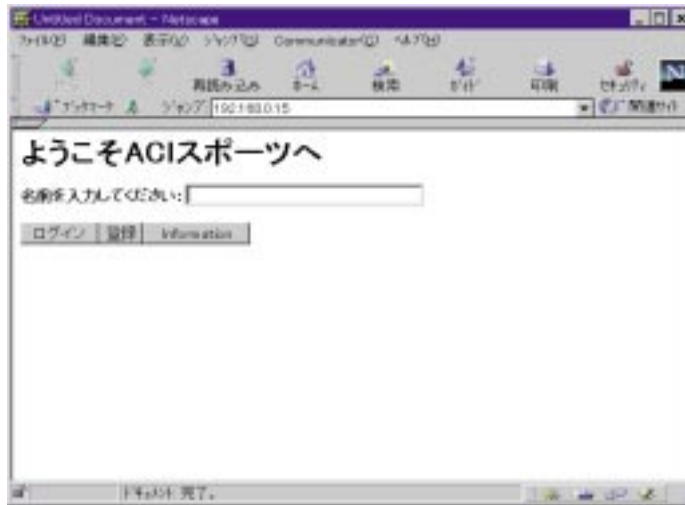 Untitled Document - Netscape
ファイル(F) 編集(E) 表示(V) ジャンプ(G) Communicator(C) ヘルプ(H)
再読み込み ホーム 検索 ガイド 印刷 セキュリティ N
ブックマーク ジャンプ: 192.168.0.15 関連サイト
ようこそACIスポーツへ
名前を入力してください:
ログイン 登録 Information
ドキュメント 完了。